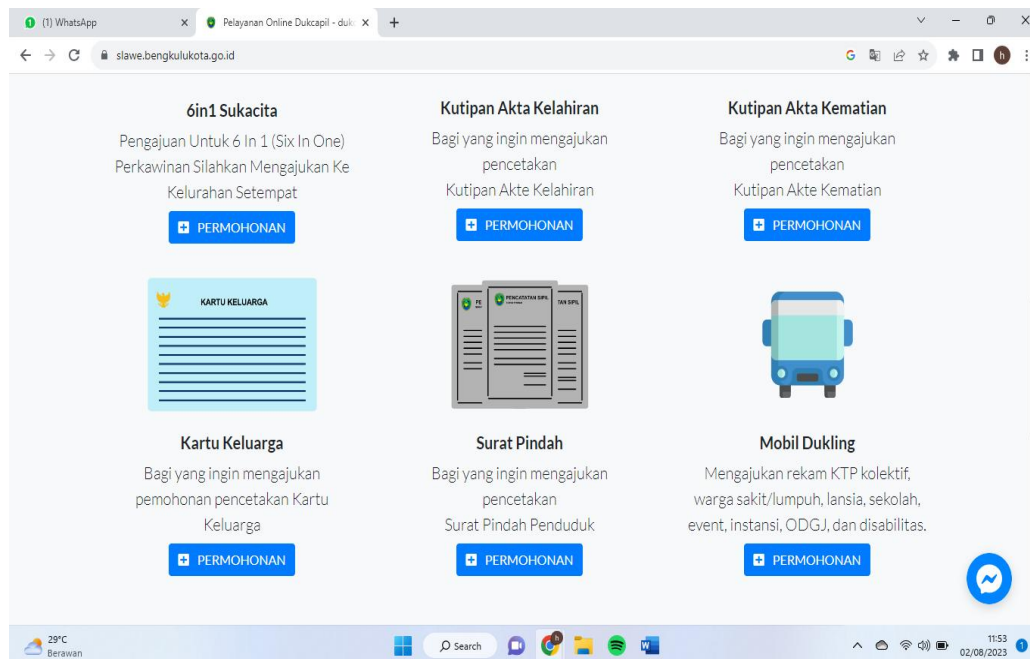 (1) WhatsApp
Pelayanan Online Dukcapil - duk
slawe.bengkulukota.go.id
6in1 Sukacita
Pengajuan Untuk 6 In 1 (Six In One)
Perkawinan Silahkan Mengajukan Ke
Kelurahan Setempat
PERMOHONAN
Kutipan Akta Kelahiran
Bagi yang ingin mengajukan
pencetakan
Kutipan Akte Kelahiran
PERMOHONAN
Kutipan Akta Kematian
Bagi yang ingin mengajukan
pencetakan
Kutipan Akte Kematian
PERMOHONAN
KARTU KELUARGA
Kartu Keluarga
Bagi yang ingin mengajukan
pemohonan pencetakan Kartu
Keluarga
PERMOHONAN
PE
PENCATATAN SIPIL
TAN SIPIL
Surat Pindah
Bagi yang ingin mengajukan
pencetakan
Surat Pindah Penduduk
PERMOHONAN
Mobil Dukling
Mengajukan rekam KTP kolektif,
warga sakit/lumpuh, lansia, sekolah,
event, instansi, ODGJ, dan disabilitas.
PERMOHONAN
29°C
Berawan
Search
11:53
02/08/2023